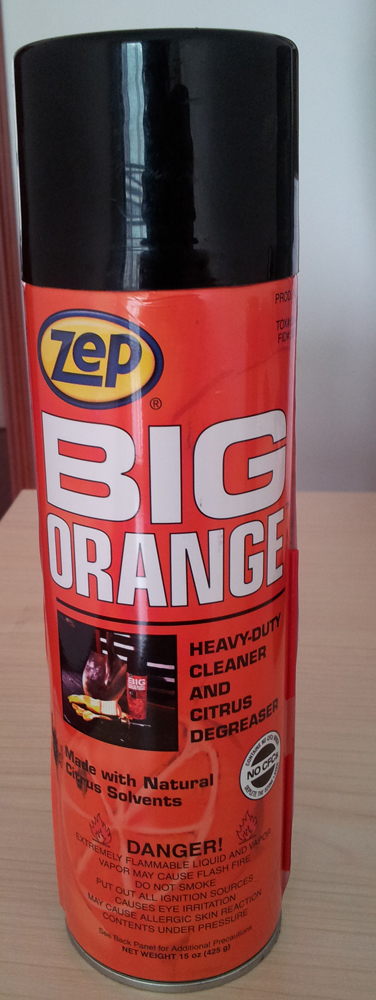 zep
®
BIG
ORANGE
HEAVY-DUTY
CLEANER
AND
CITRUS
DEGREASER
BIG
ORANGE
NO CFCs
Made with Natural
Citrus Solvents
DANGER!
EXTREMELY FLAMMABLE LIQUID AND VAPOR
VAPOR MAY CAUSE FLASH FIRE
DO NOT SMOKE
PUT OUT ALL IGNITION SOURCES
CAUSES EYE IRRITATION
MAY CAUSE ALLERGIC SKIN REACTION
CONTENTS UNDER PRESSURE
See Back Panel for Additional Precautions
NET WEIGHT 15 oz (425 g)